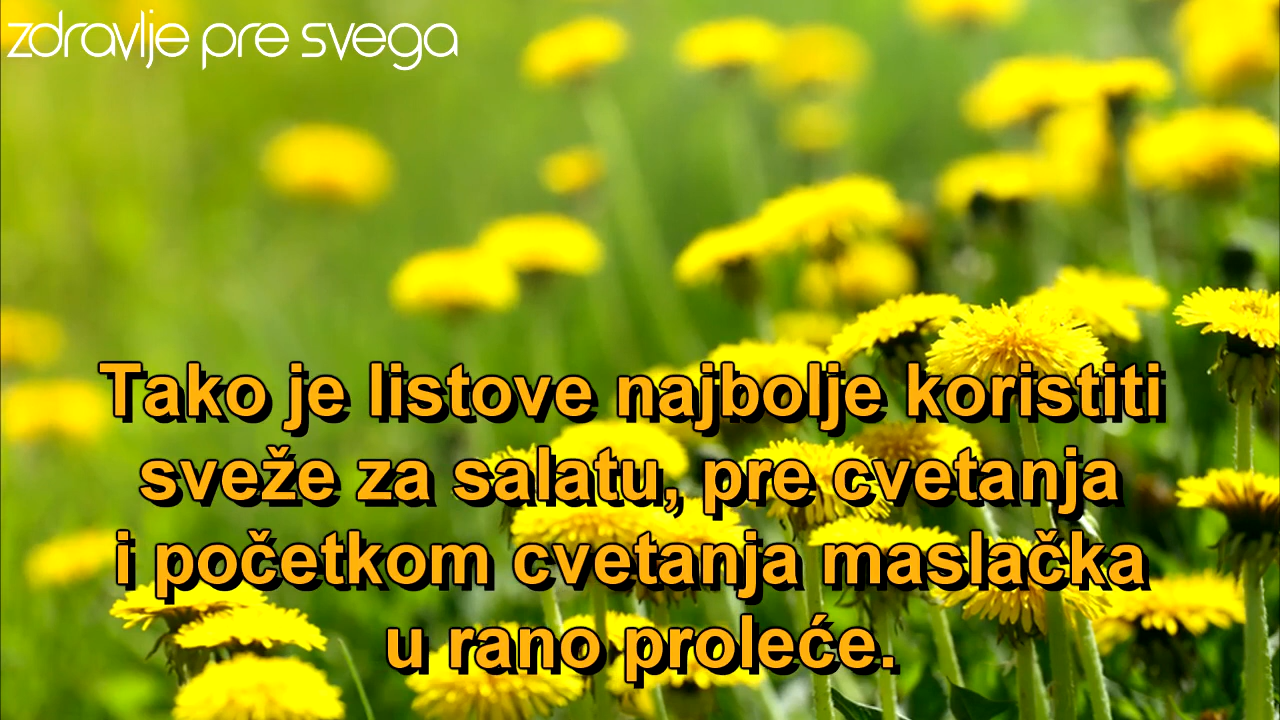 zdravlje pre svega
Tako je listove najbolje koristiti
sveže za salatu, pre cvetanja
i početkom cvetanja maslačka
u rano proleće.